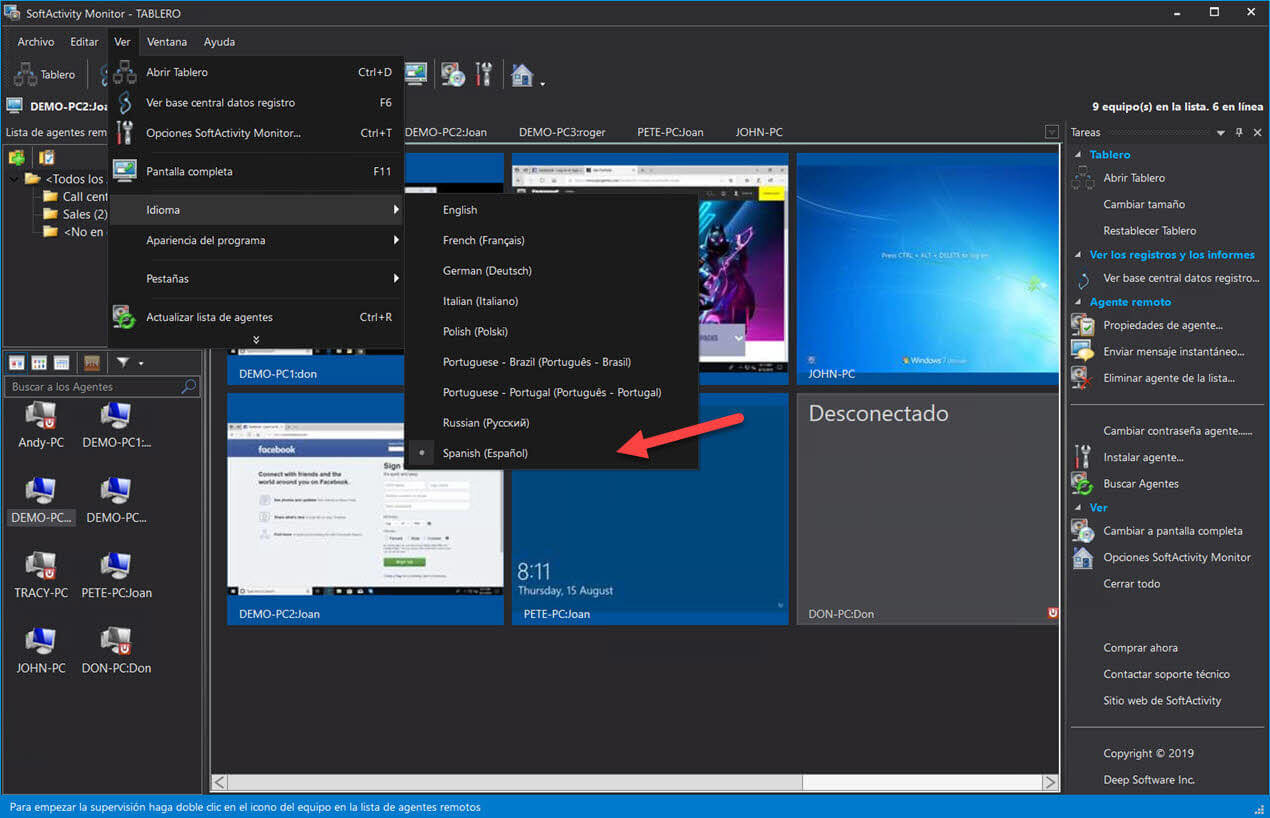 SoftActivity Monitor - TABLERO
Archivo Editar Ver Ventana Ayuda
Tablero
Abrir Tablero Ctrl+D
Ver base central datos registro F6
Opciones SoftActivity Monitor... Ctrl+T
Pantalla completa F11
Idioma
Apariencia del programa
Pestañas
Actualizar lista de agentes Ctrl+R
English
French (Français)
German (Deutsch)
Italian (Italiano)
Polish (Polski)
Portuguese - Brazil (Português - Brasil)
Portuguese - Portugal (Português - Portugal)
Russian (Русский)
Spanish (Español)
DEMO-PC2:Joa
9 equipo(s) en la lista. 6 en línea
Lista de agentes rem
<Todos los
Call cent
Sales (2)
<No en
Buscar a los Agentes
Andy-PC DEMO-PC1:...
DEMO-PC... DEMO-PC...
TRACY-PC PETE-PC:Joan
JOHN-PC DON-PC:Don
DEMO-PC2:Joan DEMO-PC3:roger PETE-PC:Joan JOHN-PC
Press CTRL + ALT + DELETE to log on
Windows 7
DEMO-PC1:don
JOHN-PC
facebook
Connect with friends and the
world around you on Facebook.
Sign
Sign Up
DEMO-PC2:Joan
8:11
Thursday, 15 August
PETE-PC:Joan
Desconectado
DON-PC:Don
Tareas
Tablero
Abrir Tablero
Cambiar tamaño
Restablecer Tablero
Ver los registros y los informes
Ver base central datos registro...
Agente remoto
Propiedades de agente...
Enviar mensaje instantáneo...
Eliminar agente de la lista...
Cambiar contraseña agente......
Instalar agente...
Buscar Agentes
Ver
Cambiar a pantalla completa
Opciones SoftActivity Monitor
Cerrar todo
Comprar ahora
Contactar soporte técnico
Sitio web de SoftActivity
Copyright © 2019
Deep Software Inc.
Para empezar la supervisión haga doble clic en el icono del equipo en la lista de agentes remotos